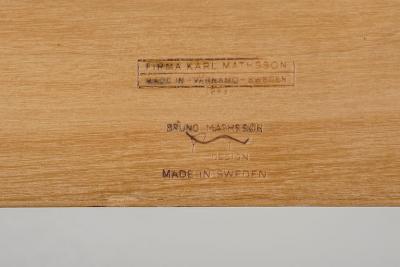 FIRMA KARL MATHSSON
MADE IN - VÄRNAMO - SWEDEN
BRUNO MATHSSON
DESIGN
MADE IN SWEDEN